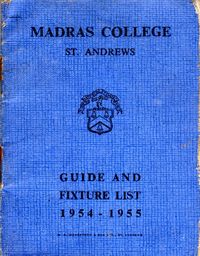 MADRAS COLLEGE
ST. ANDREWS
GUIDE AND
FIXTURE LIST
1954 - 1955